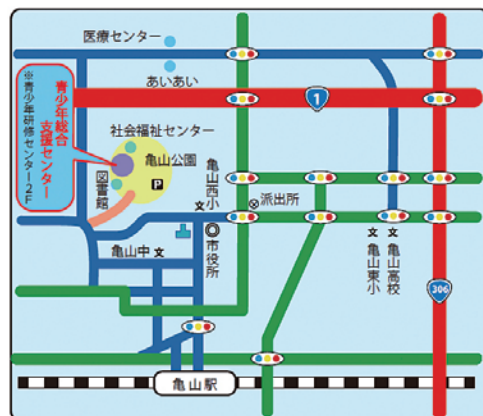 医療センター
あいあい
1
青少年総合
支援センター
※青少年研修センター2F
社会福祉センター
亀山公園
P
図書館
亀山西小
文
派出所
市役所
亀山中 文
文 文
亀山東小
亀山高校
306
亀山駅